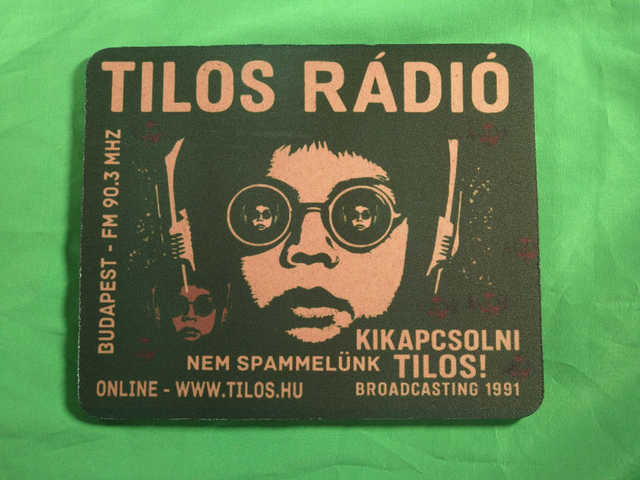 TILOS RÁDIÓ
BUDAPEST - FM 90.3 MHZ
KIKAPCSOLNI
TILOS!
NEM SPAMMELÜNK
ONLINE - WWW.TILOS.HU
BROADCASTING 1991